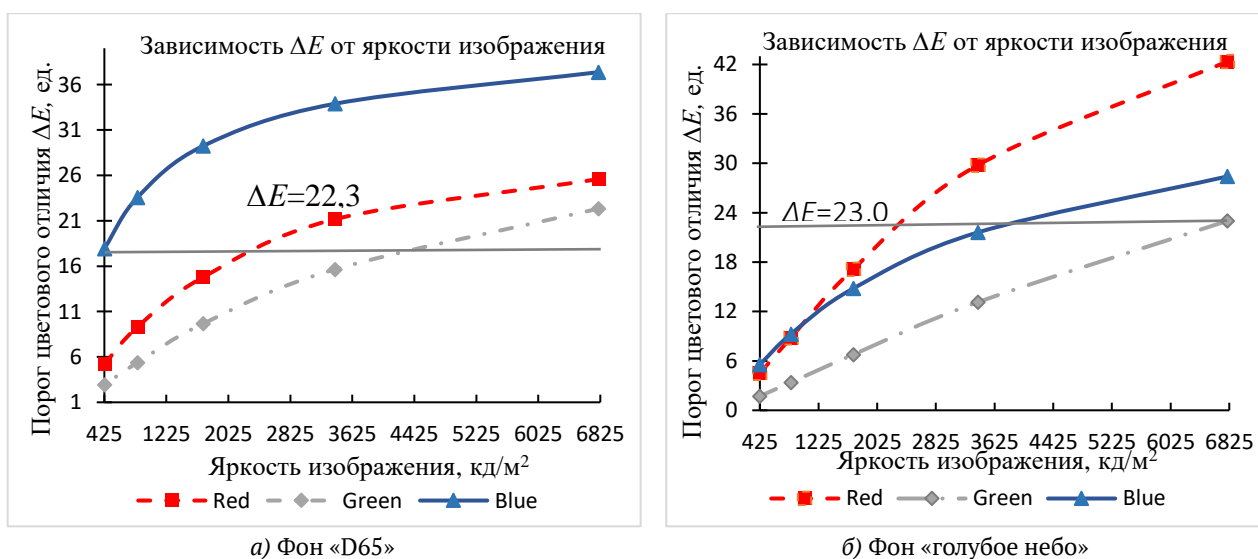 Зависимость ΔE от яркости изображения
Порог цветового отличия ΔE, ед.
36
31
26
21
16
11
6
1
ΔE=22,3
425 1225 2025 2825 3625 4425 5225 6025 6825
Яркость изображения, кд/м²
Red Green Blue
а) Фон «D65»
Зависимость ΔE от яркости изображения
Порог цветового отличия ΔE, ед.
42
36
30
24
18
12
6
0
ΔE=23.0
425 1225 2025 2825 3625 4425 5225 6025 6825
Яркость изображения, кд/м²
Red Green Blue
б) Фон «голубое небо»